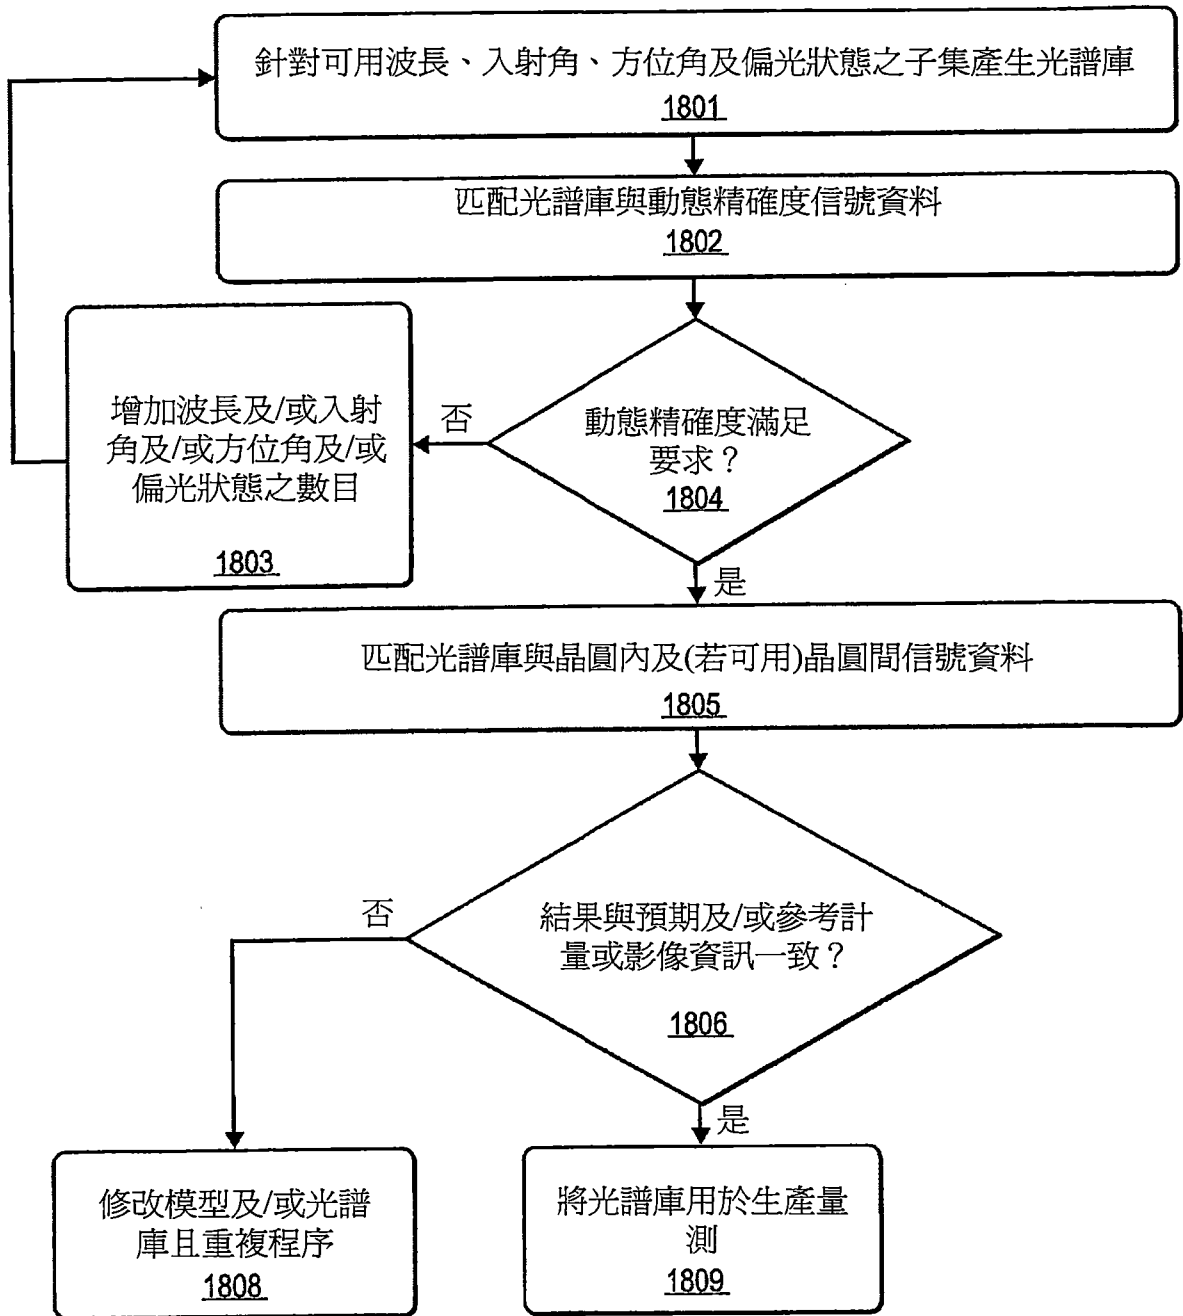 針對可用波長、入射角、方位角及偏光狀態之子集產生光譜庫
1801
匹配光譜庫與動態精確度信號資料
1802
增加波長及/或入射
角及/或方位角及/或
偏光狀態之數目
1803
否
動態精確度滿足
要求？
1804
是
匹配光譜庫與晶圓內及(若可用)晶圓間信號資料
1805
否
結果與預期及/或參考計
量或影像資訊一致？
1806
是
修改模型及/或光譜
庫且重複程序
1808
將光譜庫用於生產量
測
1809